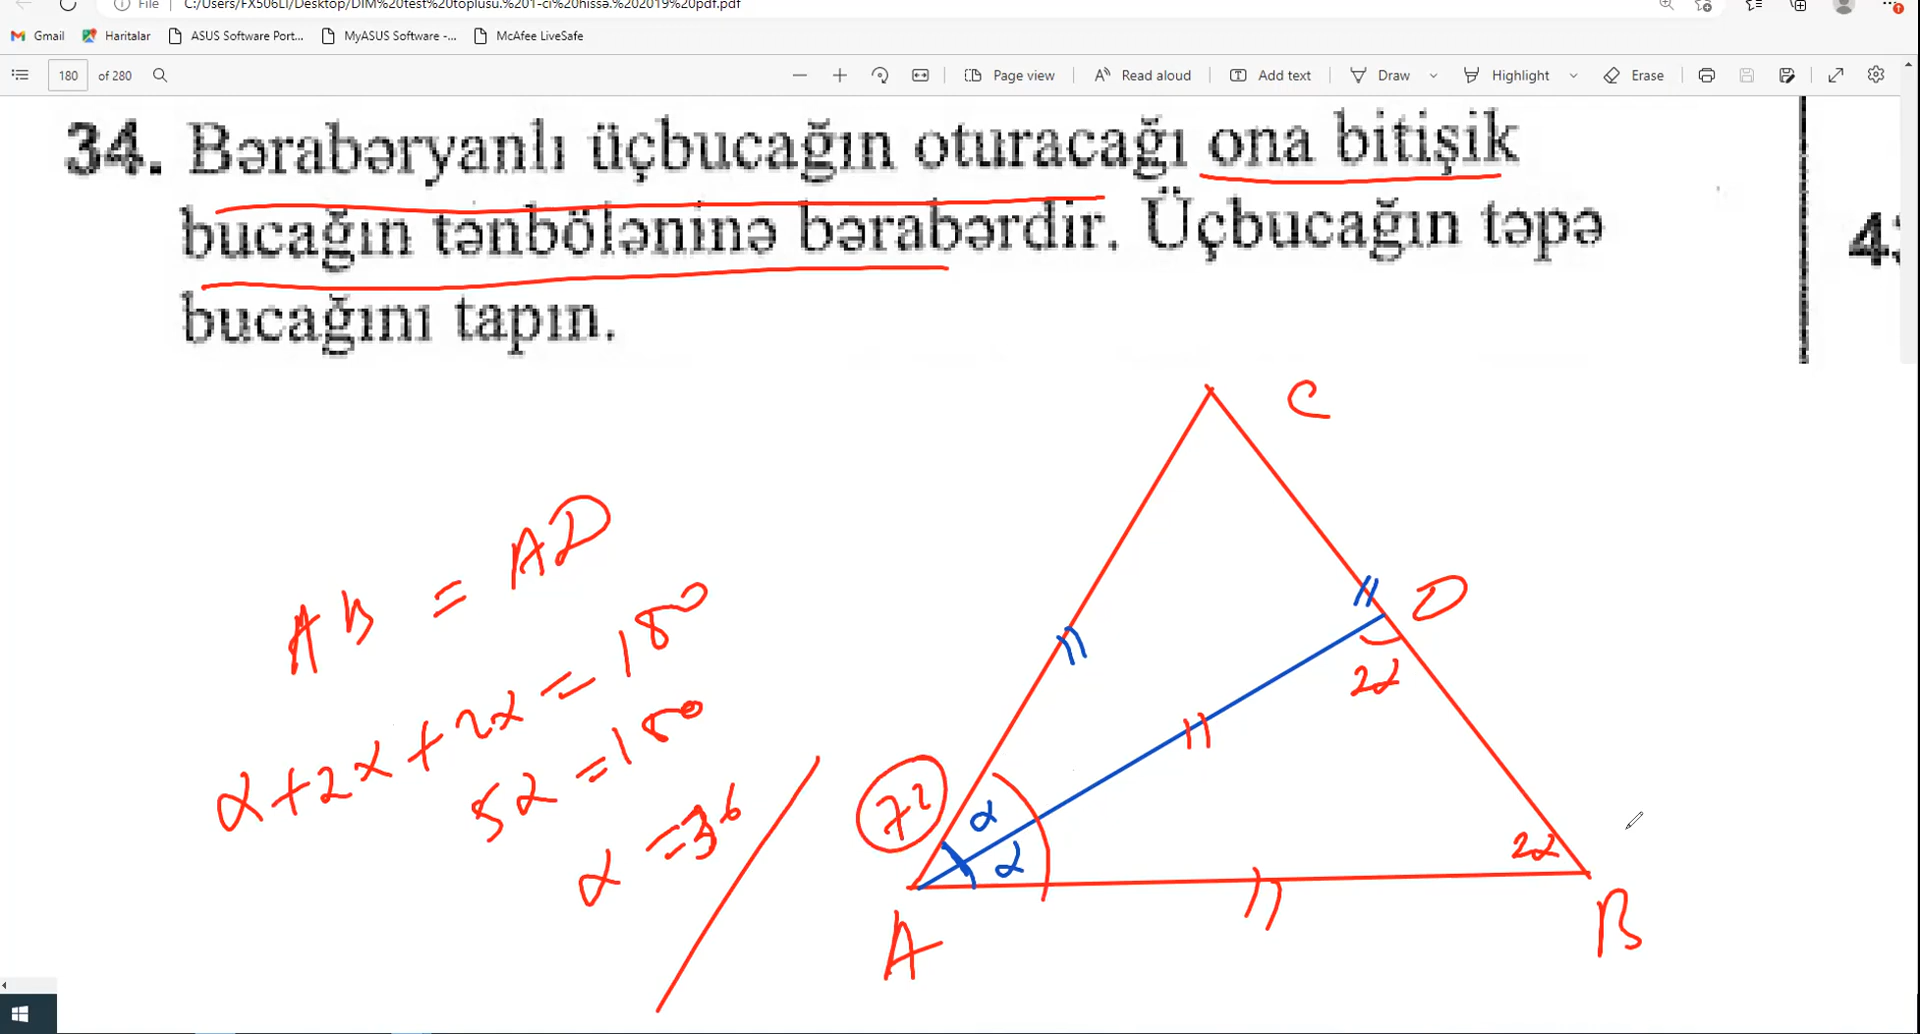 File C:/Users/FX506LI/Desktop/DIM%20test%20toplusu.%201-ci%20hissə.%202019%20pdf.pdf
Gmail Haritalar ASUS Software Port... MyASUS Software -... McAfee LiveSafe
180 of 280 Page view Read aloud Add text Draw Highlight Erase
34. Bərabəryanlı üçbucağın oturacağı ona bitişik
bucağın tənböləninə bərabərdir. Üçbucağın təpə
bucağını tapın.
C
AB = AD
D
2α
α+2α+2α=180
5α=180
α=36
72
α
α
2α
A
B